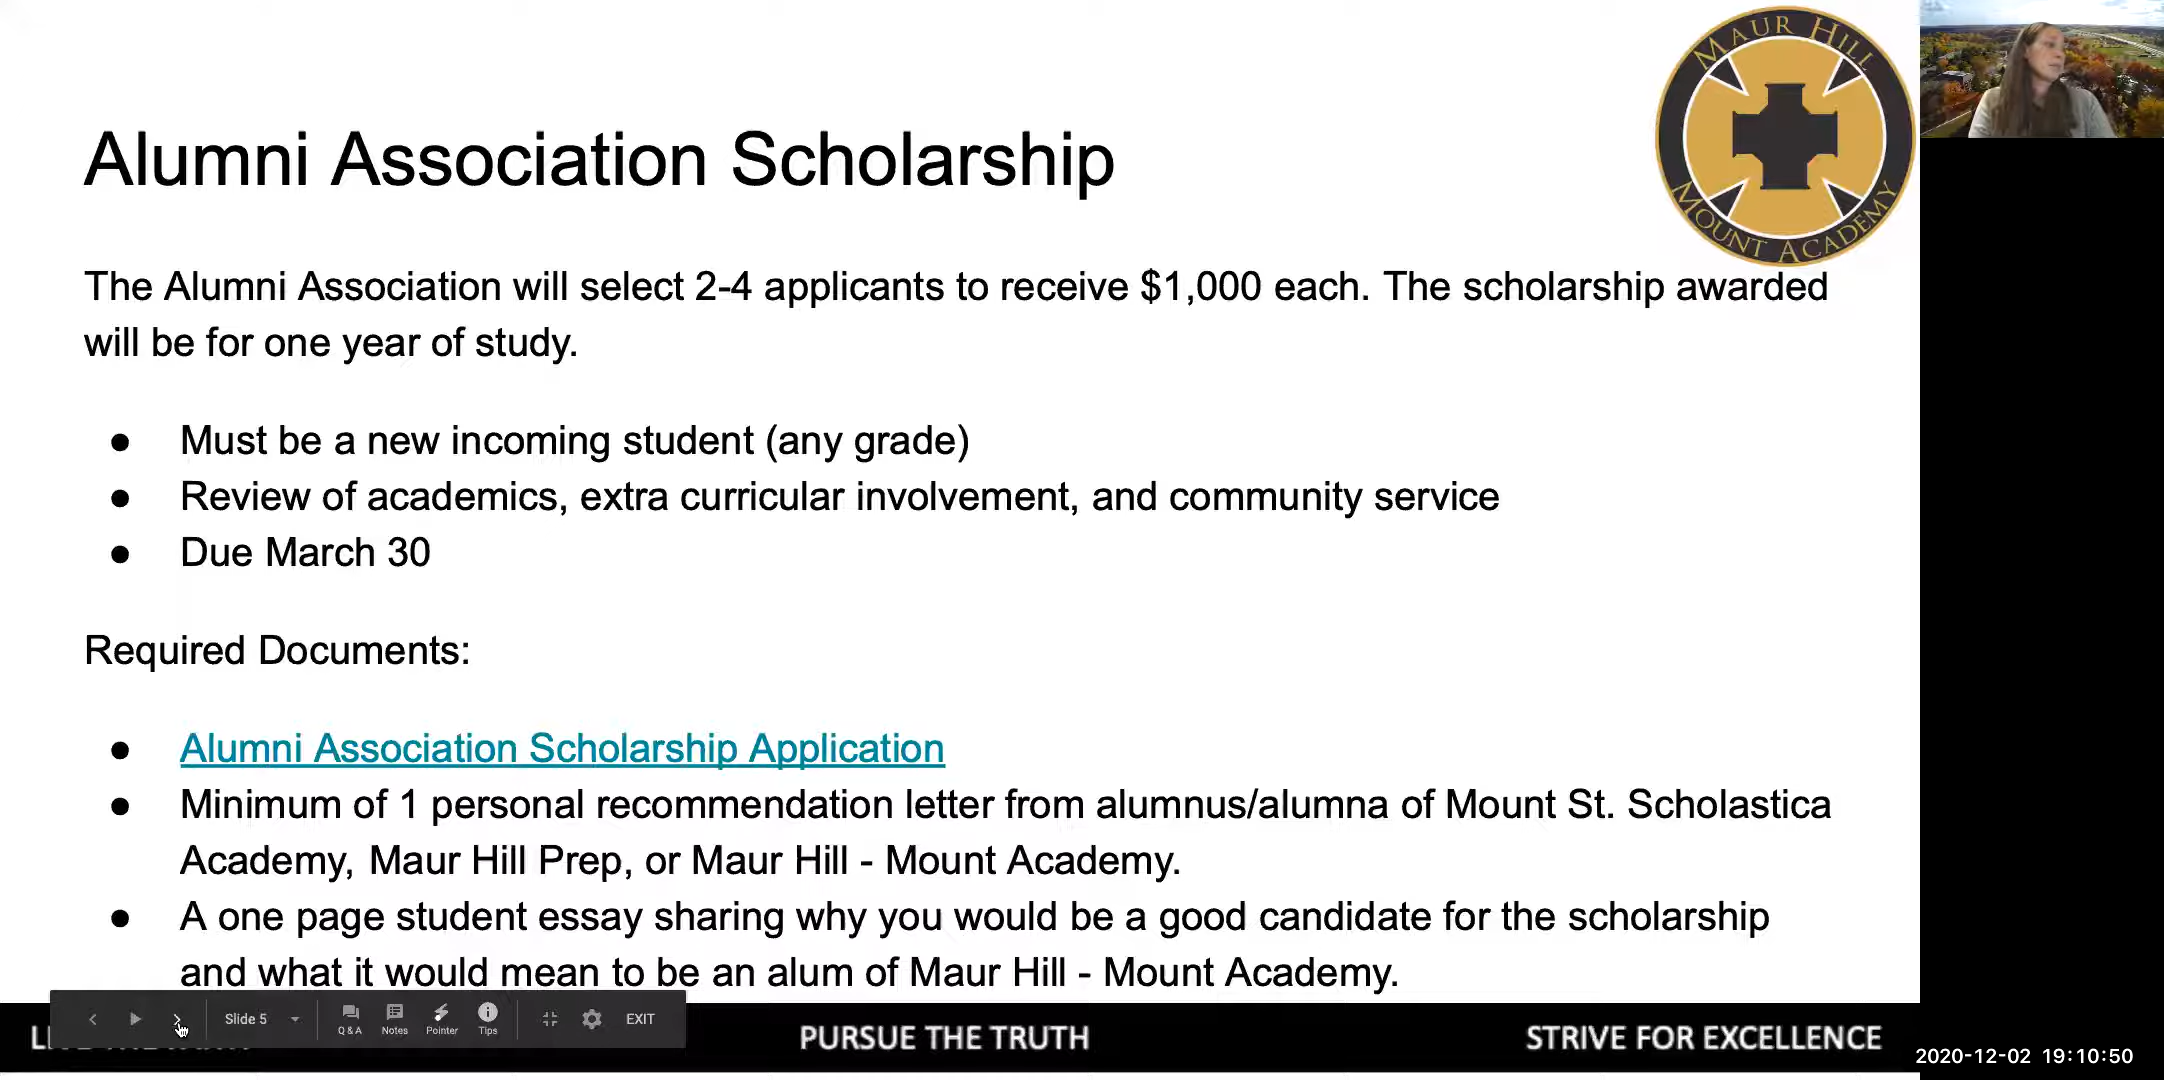 MAUR HILL
MOUNT ACADEMY
Alumni Association Scholarship
The Alumni Association will select 2-4 applicants to receive $1,000 each. The scholarship awarded
will be for one year of study.
● Must be a new incoming student (any grade)
● Review of academics, extra curricular involvement, and community service
● Due March 30
Required Documents:
● Alumni Association Scholarship Application
● Minimum of 1 personal recommendation letter from alumnus/alumna of Mount St. Scholastica
Academy, Maur Hill Prep, or Maur Hill - Mount Academy.
● A one page student essay sharing why you would be a good candidate for the scholarship
and what it would mean to be an alum of Maur Hill - Mount Academy.
Slide 5 Q&A Notes Pointer Tips EXIT
PURSUE THE TRUTH STRIVE FOR EXCELLENCE
2020-12-02 19:10:50